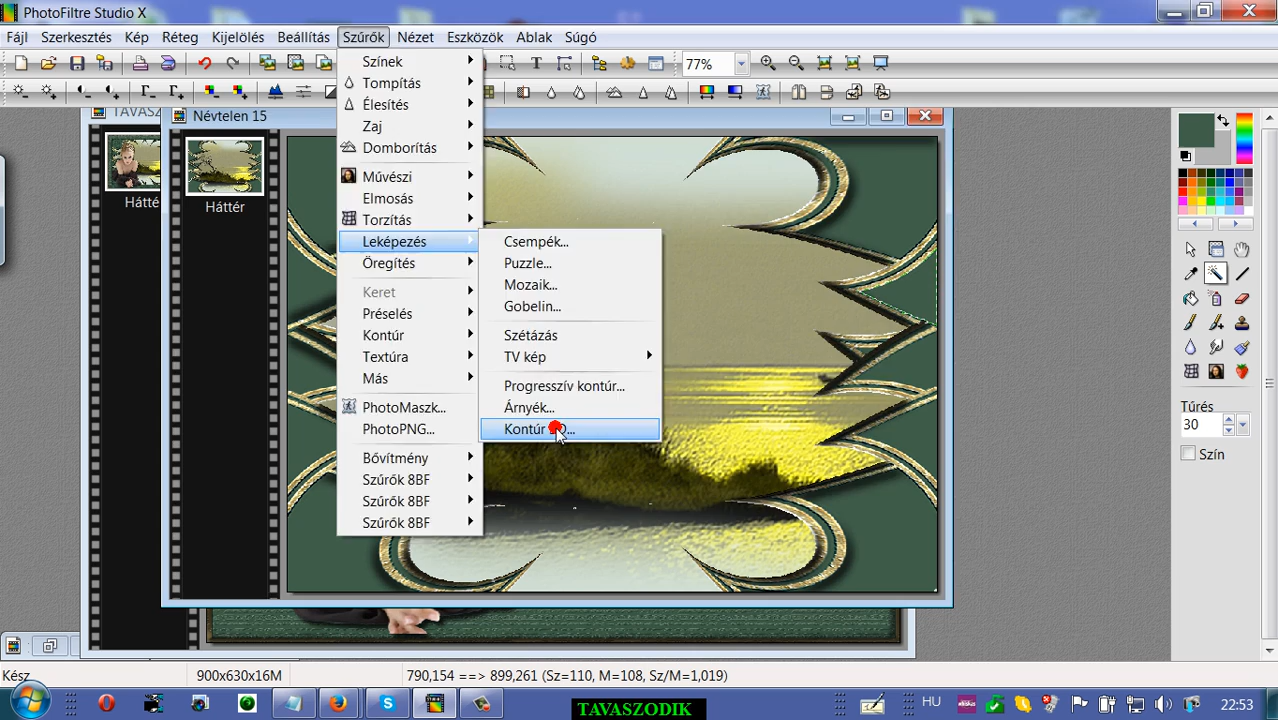 PhotoFiltre Studio X
Fájl Szerkesztés Kép Réteg Kijelölés Beállítás Szűrők Nézet Eszközök Ablak Súgó
77%
Névtelen 15
Háttér
Színek
Tompítás
Élesítés
Zaj
Domborítás
Művészi
Elmosás
Torzítás
Leképezés
Öregítés
Keret
Préselés
Kontúr
Textúra
Más
PhotoMaszk...
PhotoPNG...
Bővítmény
Szűrők 8BF
Szűrők 8BF
Szűrők 8BF
Csempék...
Puzzle...
Mozaik...
Gobelin...
Szétázás
TV kép
Progresszív kontúr...
Árnyék...
Kontúr
Tűrés
30
Szín
Kész 900x630x16M 790,154 ==> 899,261 (Sz=110, M=108, Sz/M=1,019)
TAVASZODIK
HU
22:53